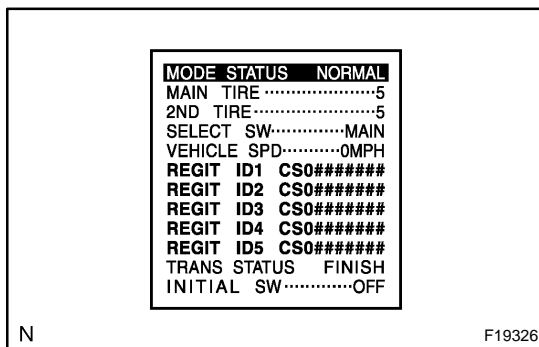 MODE STATUS NORMAL
MAIN TIRE ····················5
2ND TIRE ·····················5
SELECT SW·············MAIN
VEHICLE SPD···········0MPH
REGIT ID1 CS0#######
REGIT ID2 CS0#######
REGIT ID3 CS0#######
REGIT ID4 CS0#######
REGIT ID5 CS0#######
TRANS STATUS FINISH
INITIAL SW·············OFF
N
F19326